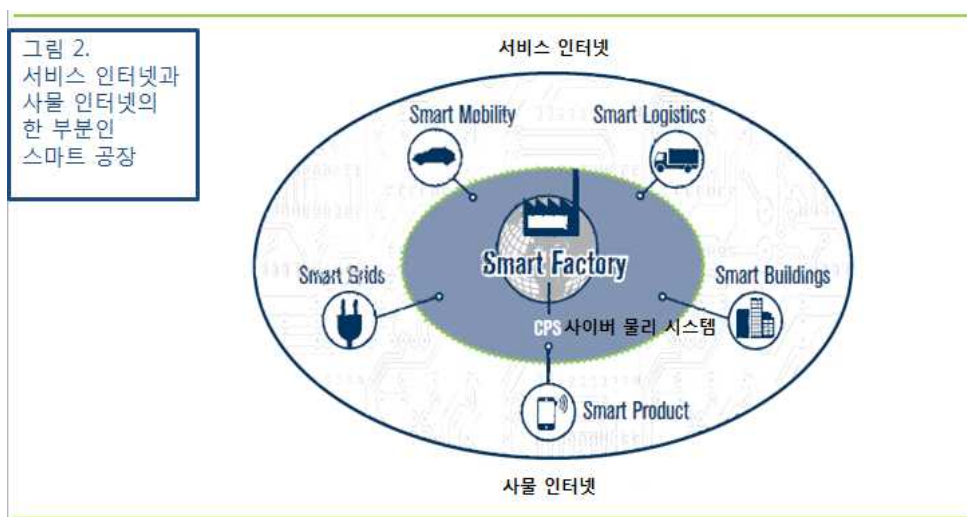 그림 2.
서비스 인터넷과
사물 인터넷의
한 부분인
스마트 공장
서비스 인터넷
Smart Mobility
Smart Logistics
Smart Factory
Smart Grids
Smart Buildings
CPS 사이버 물리 시스템
Smart Product
사물 인터넷